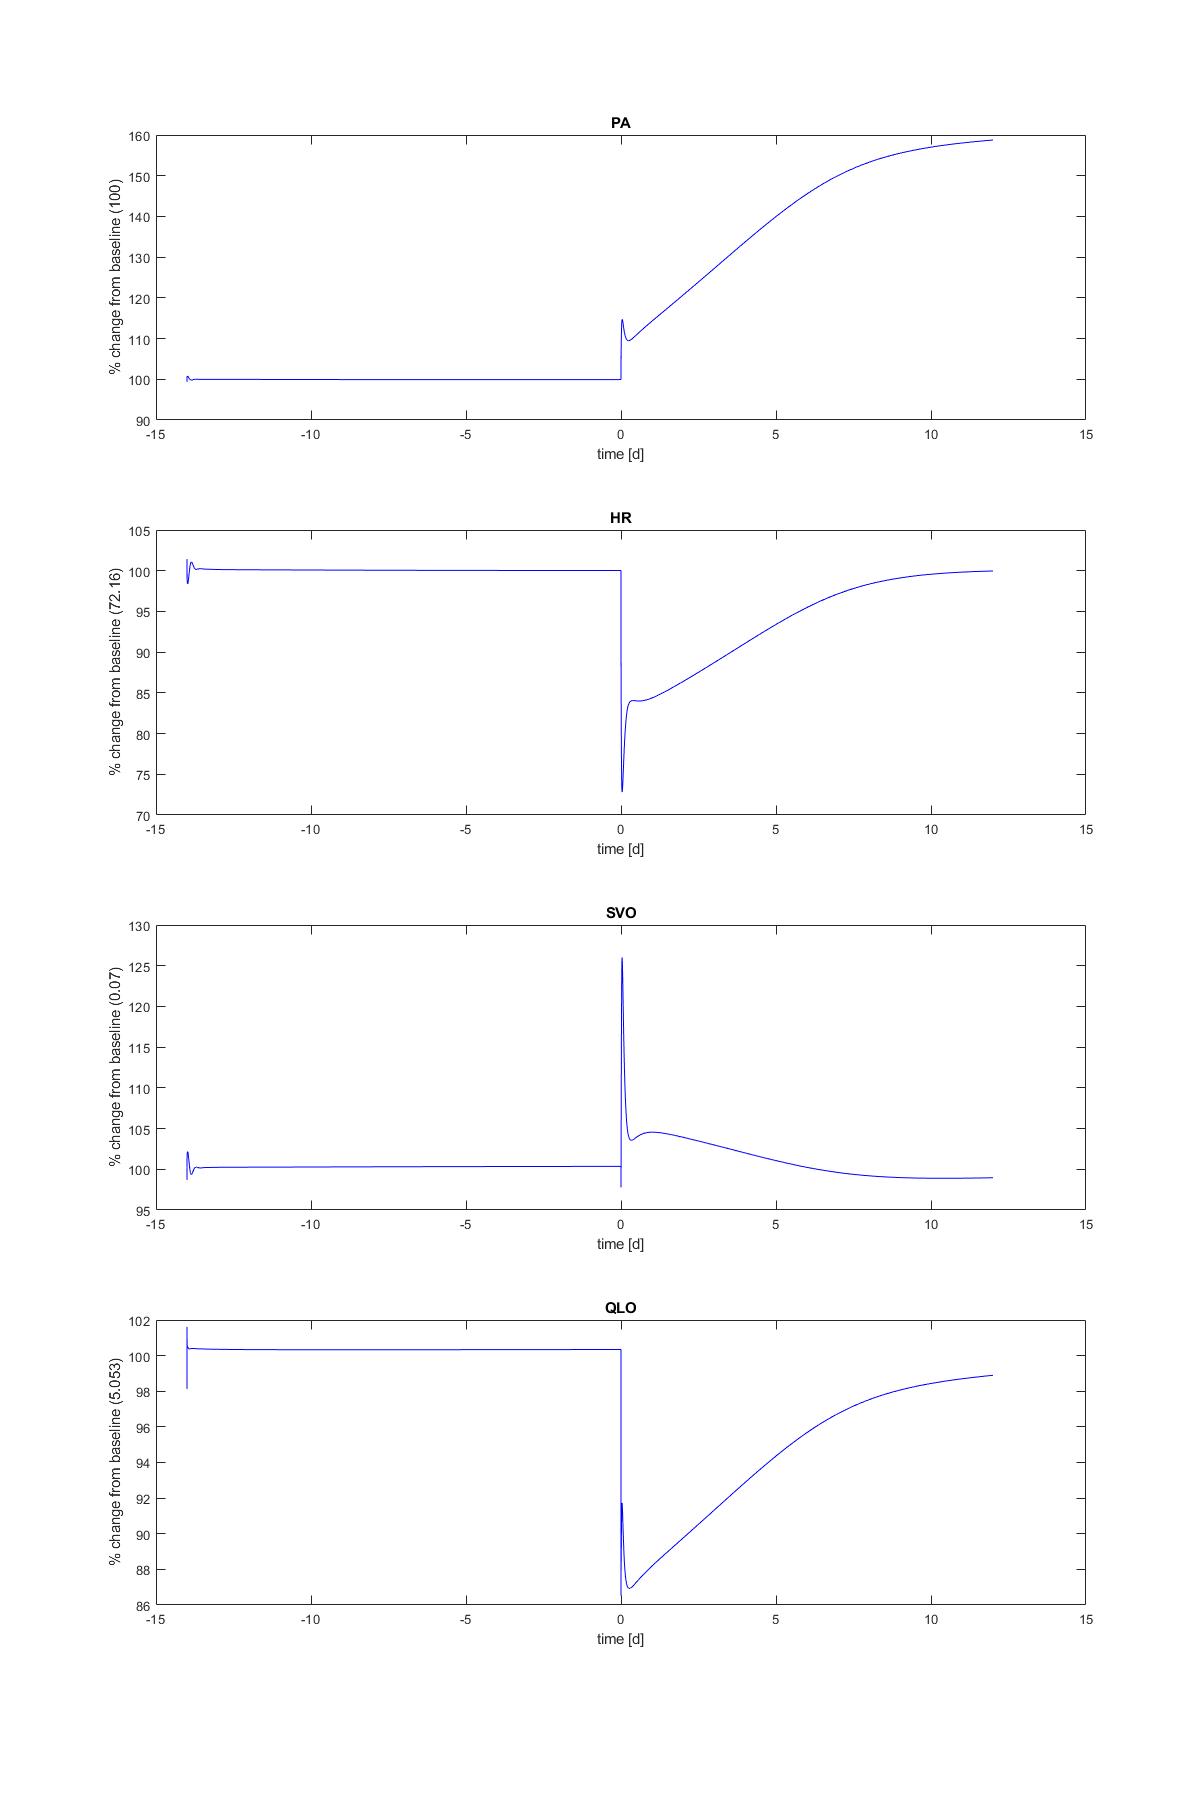 PA
160
150
140
130
120
110
100
90
% change from baseline (100)
-15 -10 -5 0 5 10 15
time [d]
HR
105
100
95
90
85
80
75
70
% change from baseline (72.16)
-15 -10 -5 0 5 10 15
time [d]
SVO
130
125
120
115
110
105
100
95
% change from baseline (0.07)
-15 -10 -5 0 5 10 15
time [d]
QLO
102
100
98
96
94
92
90
88
86
% change from baseline (5.053)
-15 -10 -5 0 5 10 15
time [d]